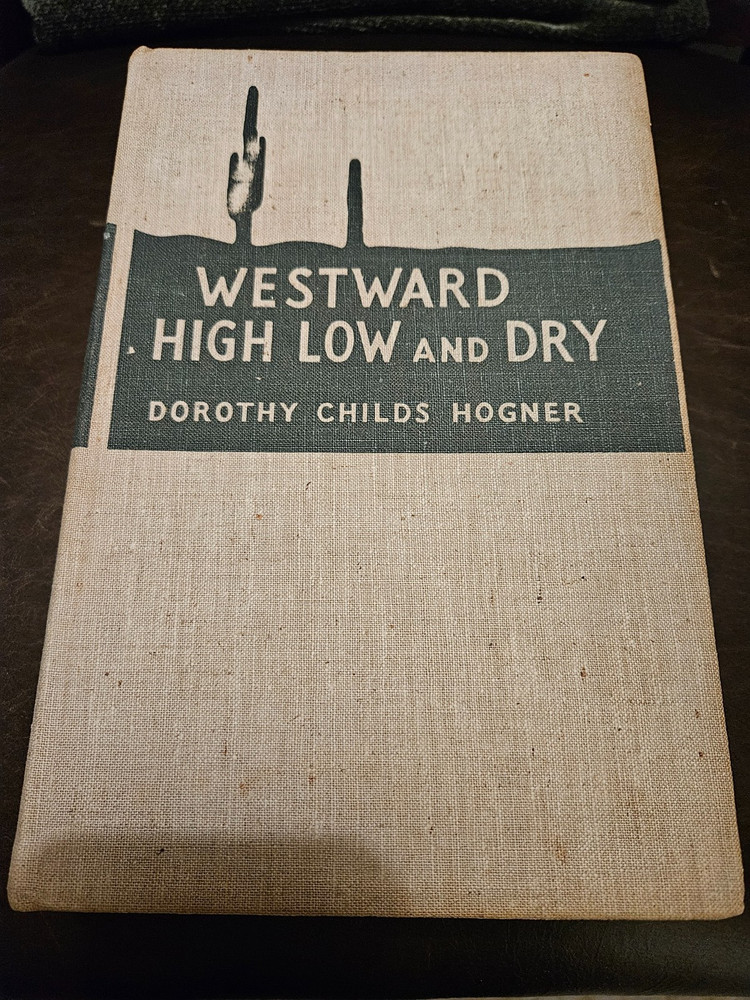 WESTWARD
HIGH LOW AND DRY
DOROTHY CHILDS HOGNER